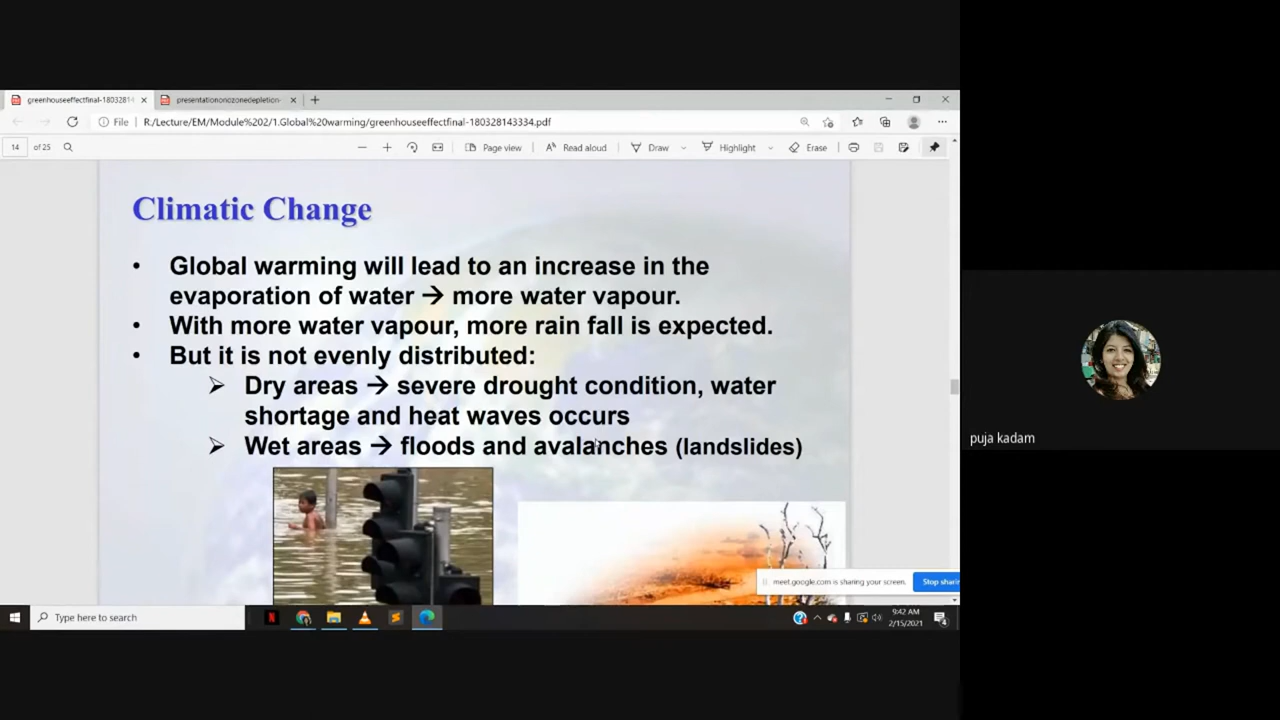 greenhouseeffectfinal-1803281
presentationonozonedepletion-
File
R:/Lecture/EM/Module%202/1.Global%20warming/greenhouseeffectfinal-180328143334.pdf
14 of 25
Page view
Read aloud
Draw
Highlight
Erase
Climatic Change
• Global warming will lead to an increase in the
evaporation of water → more water vapour.
• With more water vapour, more rain fall is expected.
• But it is not evenly distributed:
➢ Dry areas → severe drought condition, water
shortage and heat waves occurs
➢ Wet areas → floods and avalanches (landslides)
puja kadam
meet.google.com is sharing your screen.
Stop sharin
Type here to search
9:42 AM
2/15/2021
4